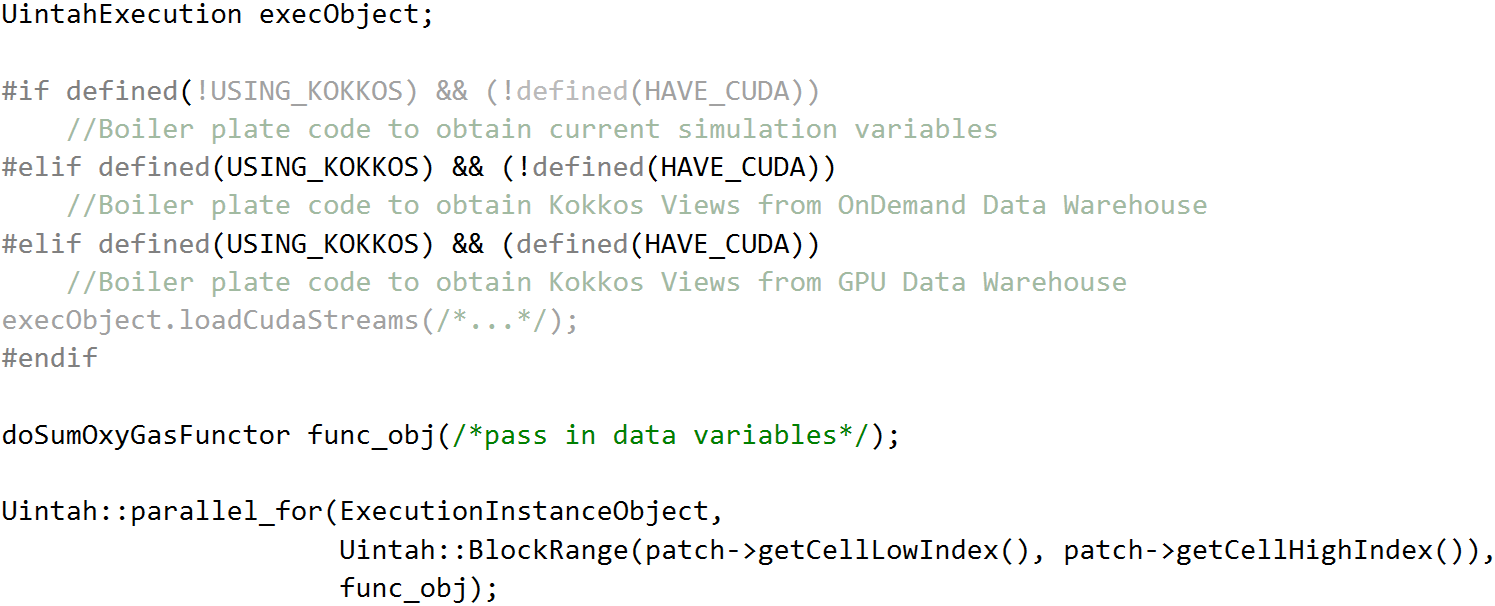 UintahExecution execObject;
#if defined(!USING_KOKKOS) && (!defined(HAVE_CUDA))
//Boiler plate code to obtain current simulation variables
#elif defined(USING_KOKKOS) && (!defined(HAVE_CUDA))
//Boiler plate code to obtain Kokkos Views from OnDemand Data Warehouse
#elif defined(USING_KOKKOS) && (defined(HAVE_CUDA))
//Boiler plate code to obtain Kokkos Views from GPU Data Warehouse
execObject.loadCudaStreams(/*...*/);
#endif
doSumOxyGasFunctor func_obj(/*pass in data variables*/);
Uintah::parallel_for(ExecutionInstanceObject,
Uintah::BlockRange(patch->getCellLowIndex(), patch->getCellHighIndex()),
func_obj);